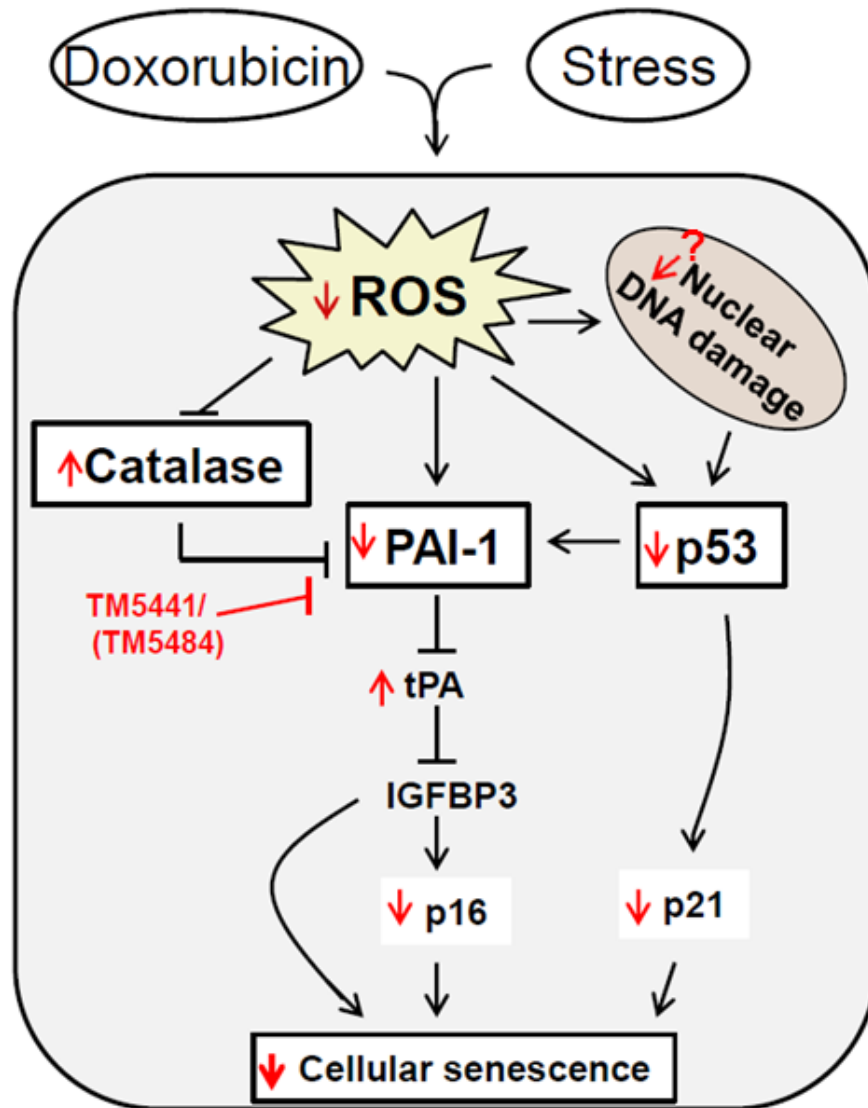 Doxorubicin
Stress
ROS
?
Nuclear
DNA damage
Catalase
PAI-1
p53
TM5441/
(TM5484)
tPA
IGFBP3
p16
p21
Cellular senescence